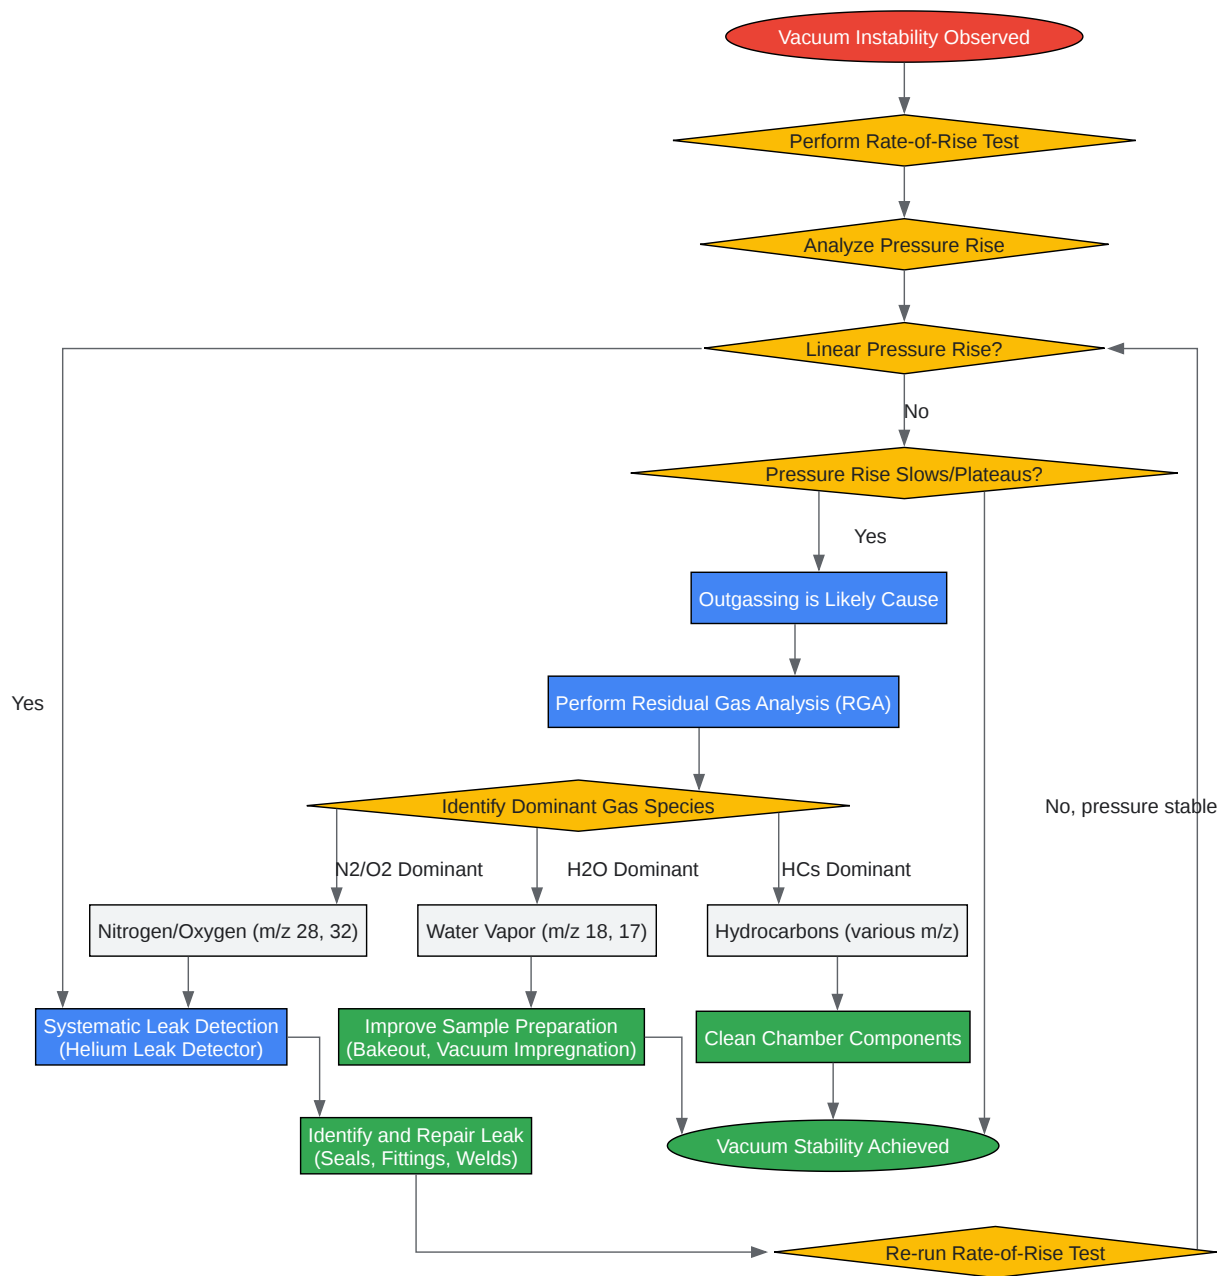 Vacuum Instability Observed
Perform Rate-of-Rise Test
Analyze Pressure Rise
Linear Pressure Rise?
No
Pressure Rise Slows/Plateaus?
Yes
Outgassing is Likely Cause
Yes
Perform Residual Gas Analysis (RGA)
Identify Dominant Gas Species
No, pressure stable
N2/O2 Dominant
H2O Dominant
HCs Dominant
Nitrogen/Oxygen (m/z 28, 32)
Water Vapor (m/z 18, 17)
Hydrocarbons (various m/z)
Systematic Leak Detection
(Helium Leak Detector)
Improve Sample Preparation
(Bakeout, Vacuum Impregnation)
Clean Chamber Components
Identify and Repair Leak
(Seals, Fittings, Welds)
Vacuum Stability Achieved
Re-run Rate-of-Rise Test